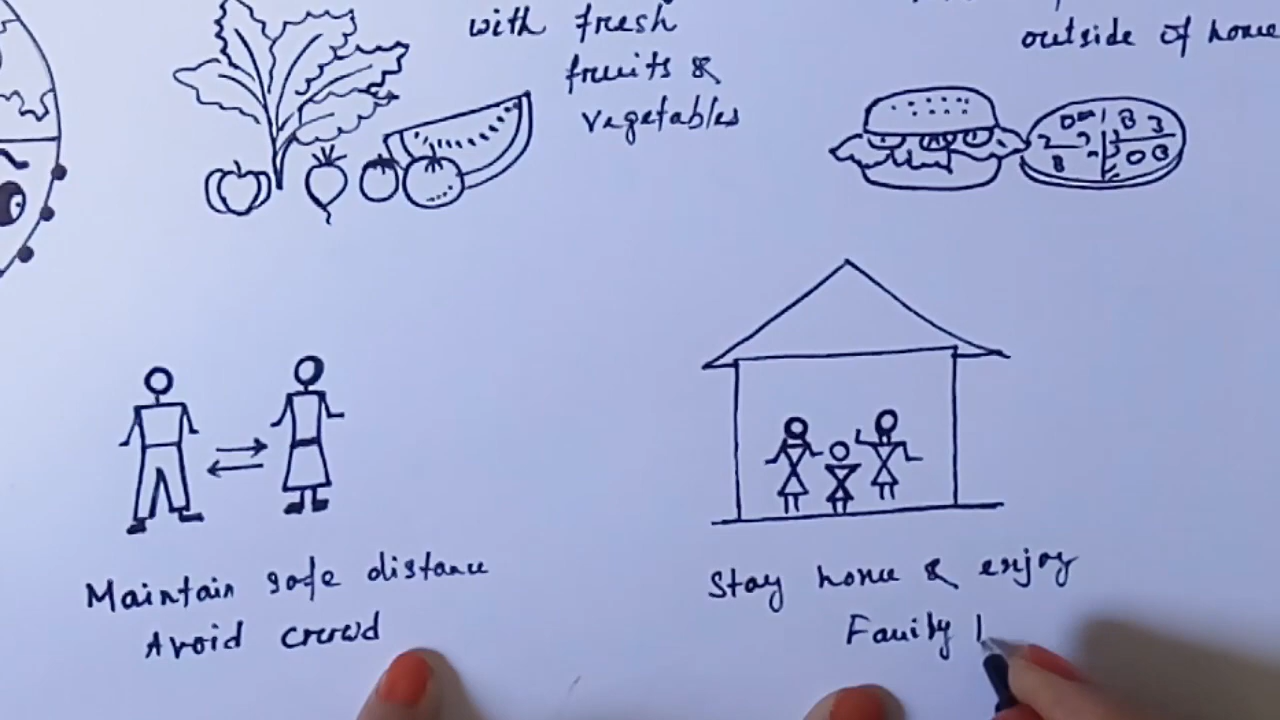 with fresh
fruits &
vegetables
outside of home
Maintain safe distance
Avoid crowd
Stay home & enjoy
Family